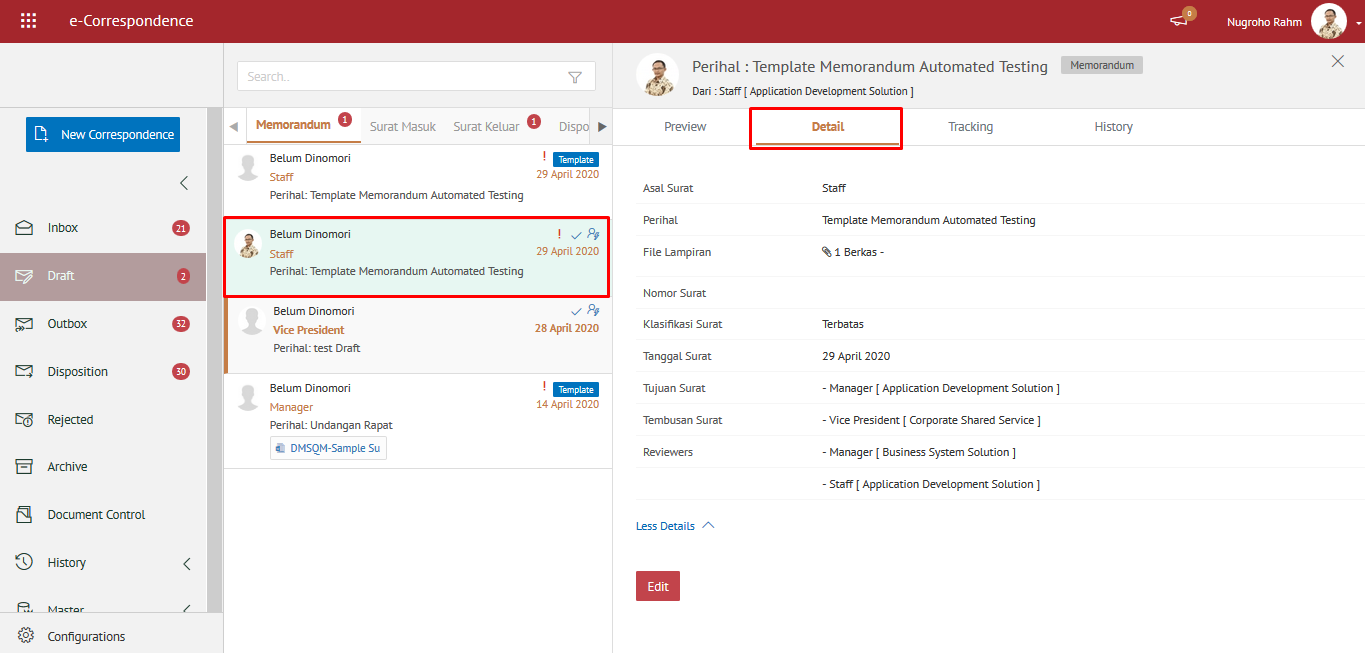 e-Correspondence
0
Nugroho Rahm
New Correspondence
Inbox 21
Draft 2
Outbox 32
Disposition 30
Rejected
Archive
Document Control
History
Master
Configurations
Search..
Memorandum 1 Surat Masuk Surat Keluar 1 Dispo
Belum Dinomori ! Template
Staff 29 April 2020
Perihal: Template Memorandum Automated Testing
Belum Dinomori !
Staff 29 April 2020
Perihal: Template Memorandum Automated Testing
Belum Dinomori
Vice President 28 April 2020
Perihal: test Draft
Belum Dinomori ! Template
Manager 14 April 2020
Perihal: Undangan Rapat
DMSQM-Sample Su
Perihal : Template Memorandum Automated Testing Memorandum
Dari : Staff [ Application Development Solution ]
Preview Detail Tracking History
Asal Surat Staff
Perihal Template Memorandum Automated Testing
File Lampiran 1 Berkas -
Nomor Surat
Klasifikasi Surat Terbatas
Tanggal Surat 29 April 2020
Tujuan Surat - Manager [ Application Development Solution ]
Tembusan Surat - Vice President [ Corporate Shared Service ]
Reviewers - Manager [ Business System Solution ]
- Staff [ Application Development Solution ]
Less Details
Edit